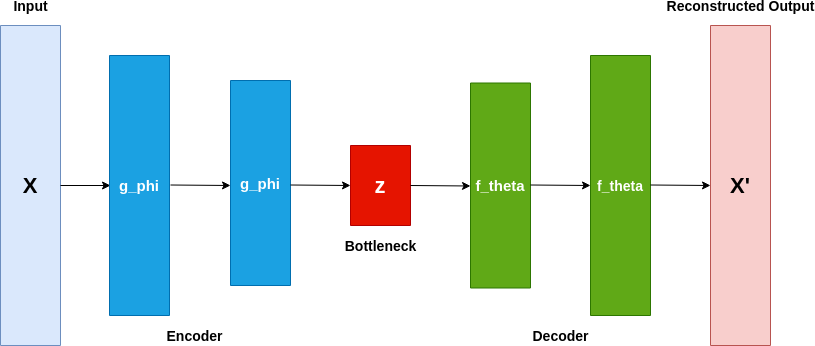 Input
Reconstructed Output
X
g_phi
g_phi
z
f_theta
f_theta
X'
Bottleneck
Encoder
Decoder